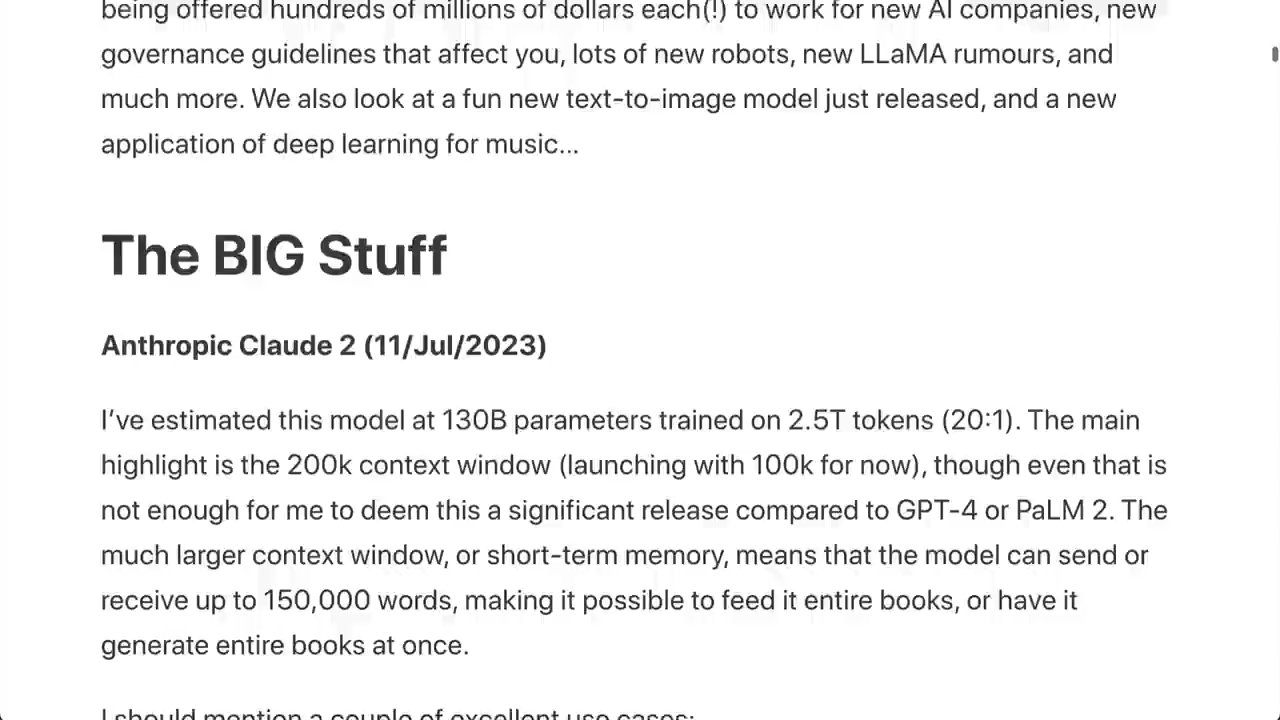 being offered hundreds of millions of dollars each(!) to work for new AI companies, new
governance guidelines that affect you, lots of new robots, new LLaMA rumours, and
much more. We also look at a fun new text-to-image model just released, and a new
application of deep learning for music...
The BIG Stuff
Anthropic Claude 2 (11/Jul/2023)
I’ve estimated this model at 130B parameters trained on 2.5T tokens (20:1). The main
highlight is the 200k context window (launching with 100k for now), though even that is
not enough for me to deem this a significant release compared to GPT-4 or PaLM 2. The
much larger context window, or short-term memory, means that the model can send or
receive up to 150,000 words, making it possible to feed it entire books, or have it
generate entire books at once.
I should mention a couple of excellent use cases: